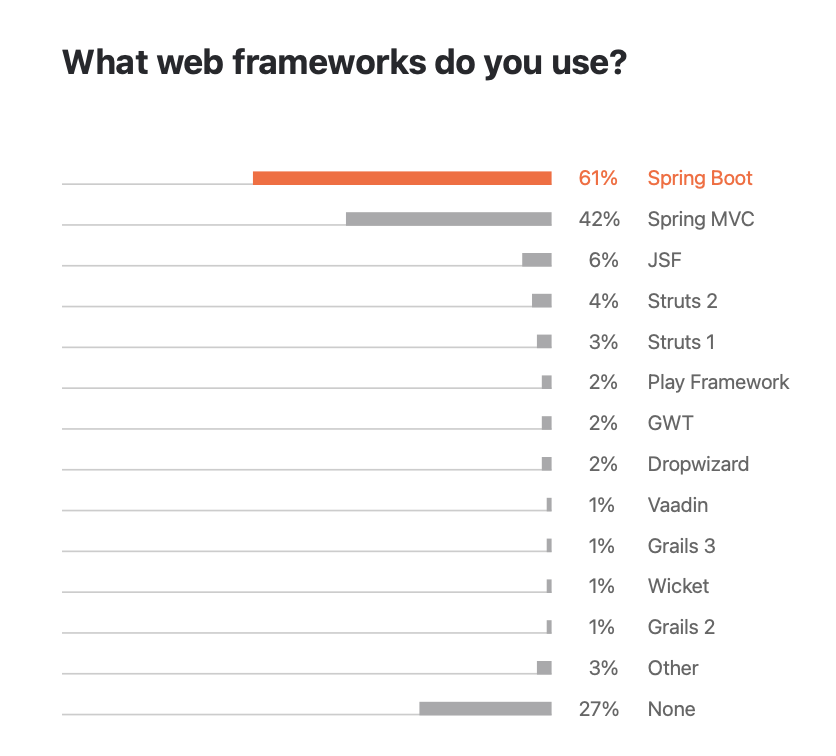 What web frameworks do you use?
61% Spring Boot
42% Spring MVC
6% JSF
4% Struts 2
3% Struts 1
2% Play Framework
2% GWT
2% Dropwizard
1% Vaadin
1% Grails 3
1% Wicket
1% Grails 2
3% Other
27% None